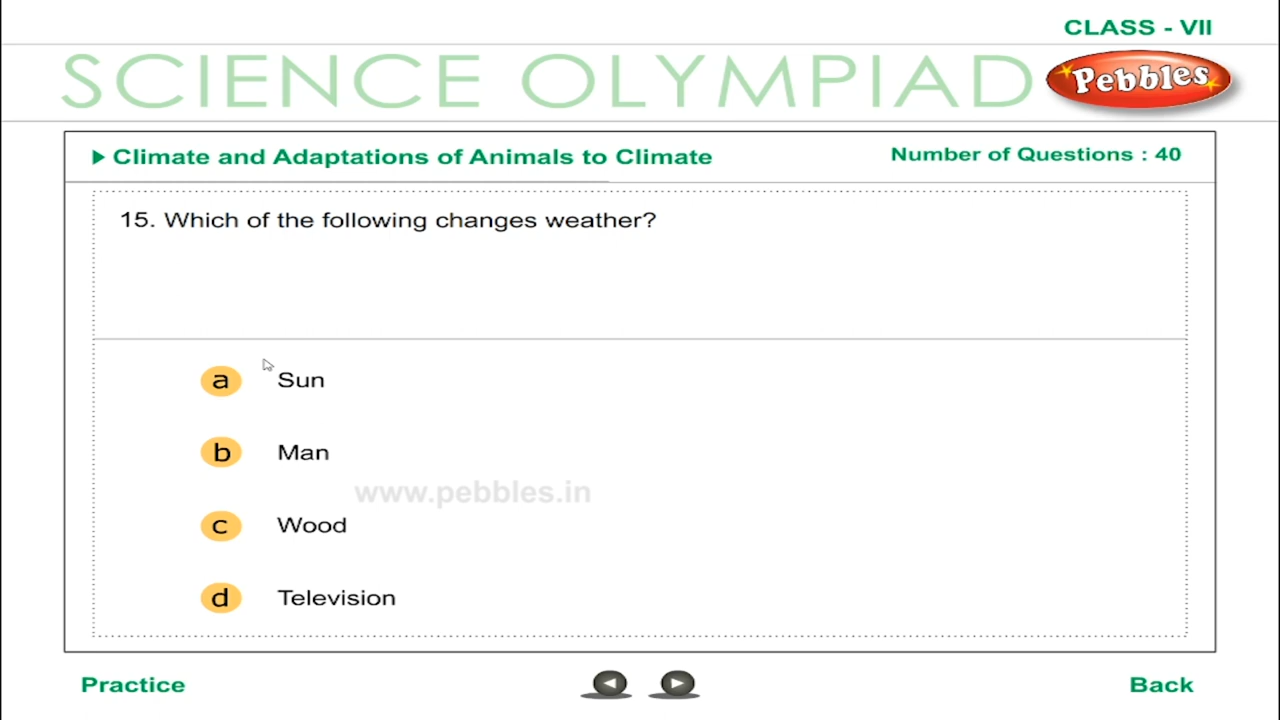 CLASS - VII
SCIENCE OLYMPIAD
Pebbles
Climate and Adaptations of Animals to Climate
Number of Questions : 40
15. Which of the following changes weather?
a Sun
b Man
www.pebbles.in
c Wood
d Television
Practice
Back